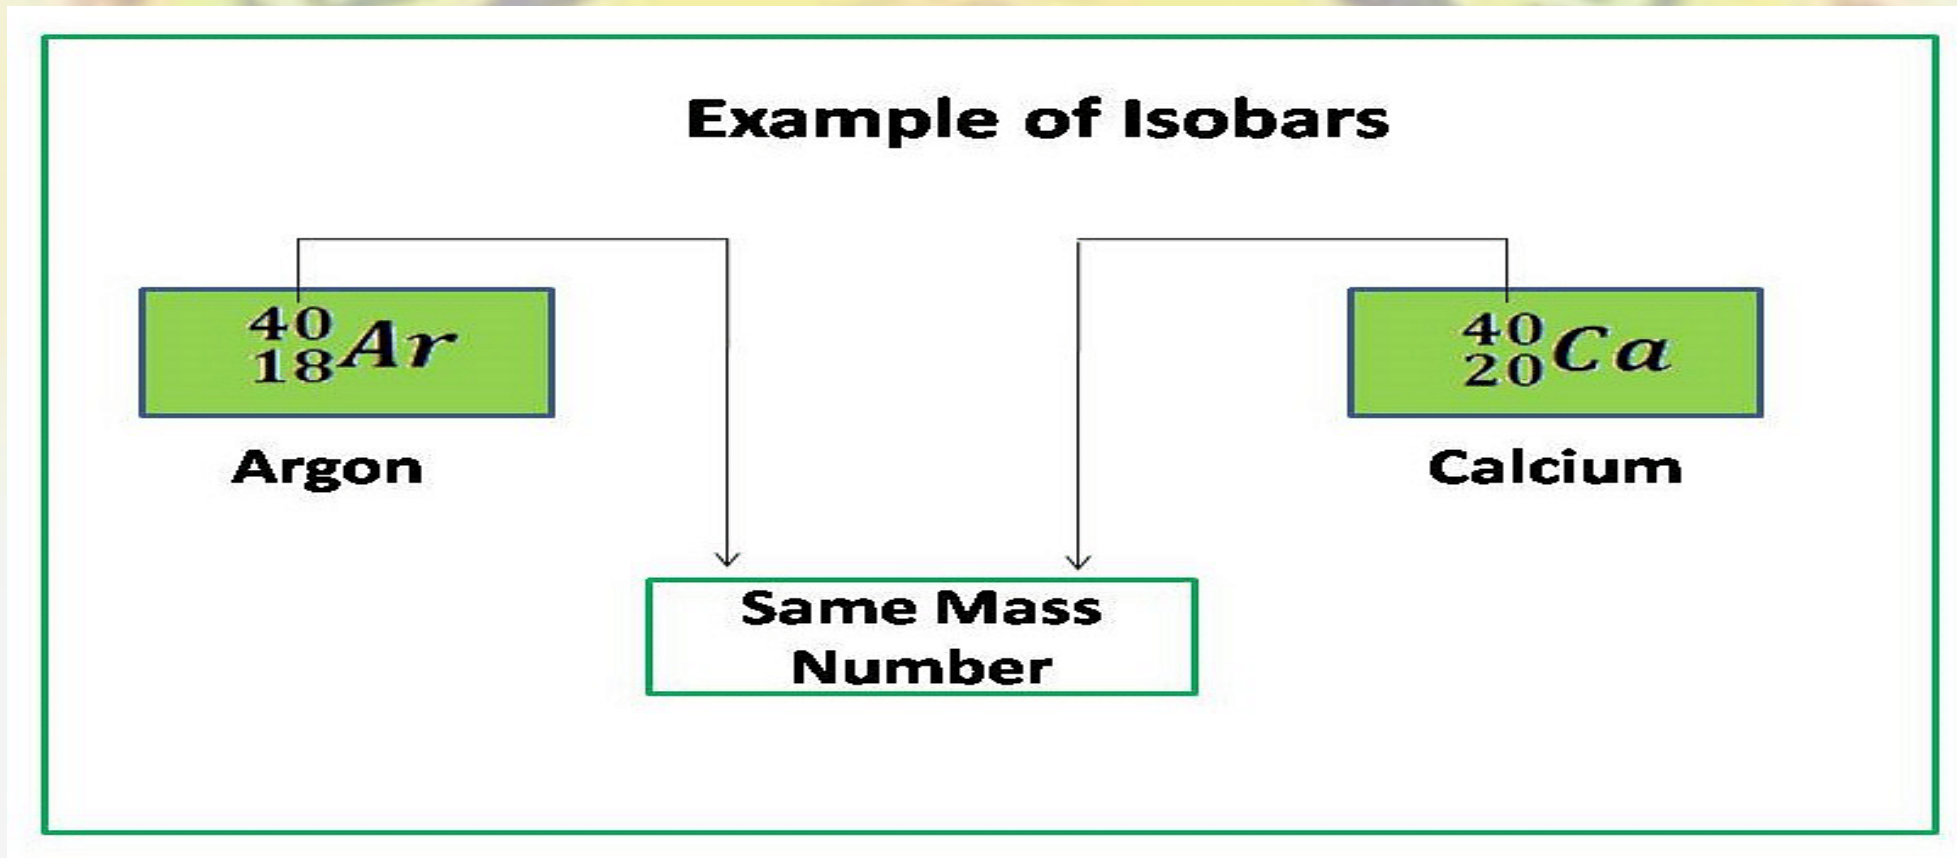 Example of Isobars
40
18Ar
40
20Ca
Argon
Calcium
Same Mass
Number